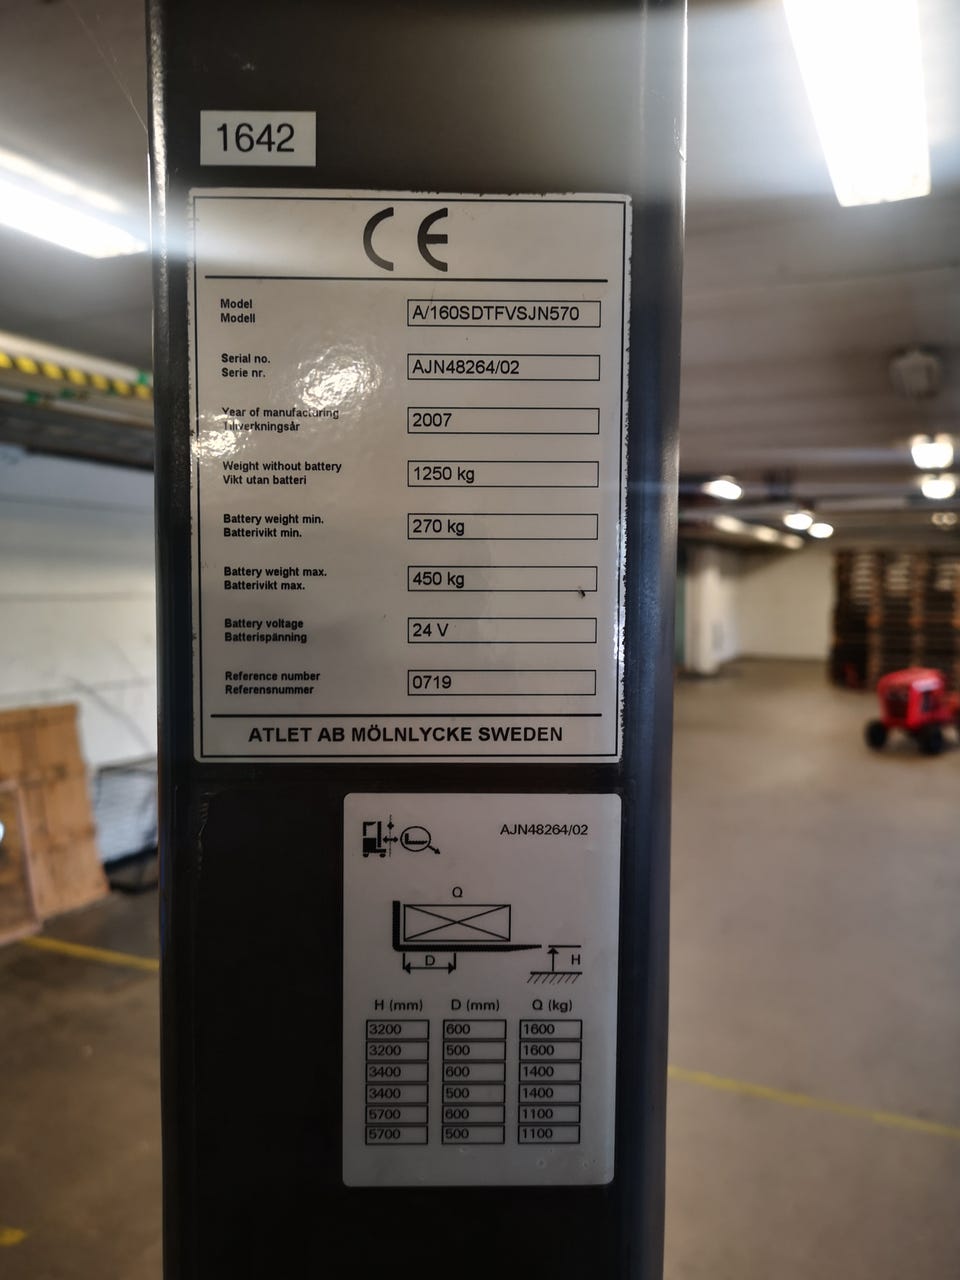 1642
CE
Model
Modell
A/160SDTFVSJN570
Serial no.
Serie nr.
AJN48264/02
Year of manufacturing
Tillverkningsår
2007
Weight without battery
Vikt utan batteri
1250 kg
Battery weight min.
Batterivikt min.
270 kg
Battery weight max.
Batterivikt max.
450 kg
Battery voltage
Batterispänning
24 V
Reference number
Referensnummer
0719
ATLET AB MÖLNLYCKE SWEDEN
AJN48264/02
Q
D
H
H (mm) D (mm) Q (kg)
3200 600 1600
3200 500 1600
3400 600 1400
3400 500 1400
5700 600 1100
5700 500 1100